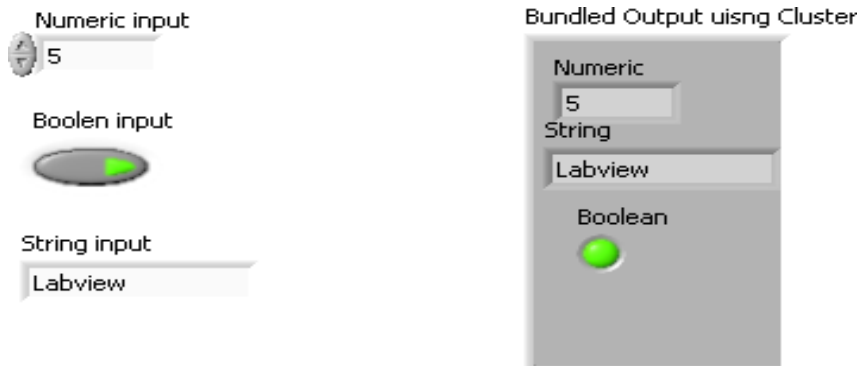 Numeric input
5
Boolen input
String input
Labview
Bundled Output uisng Cluster
Numeric
5
String
Labview
Boolean